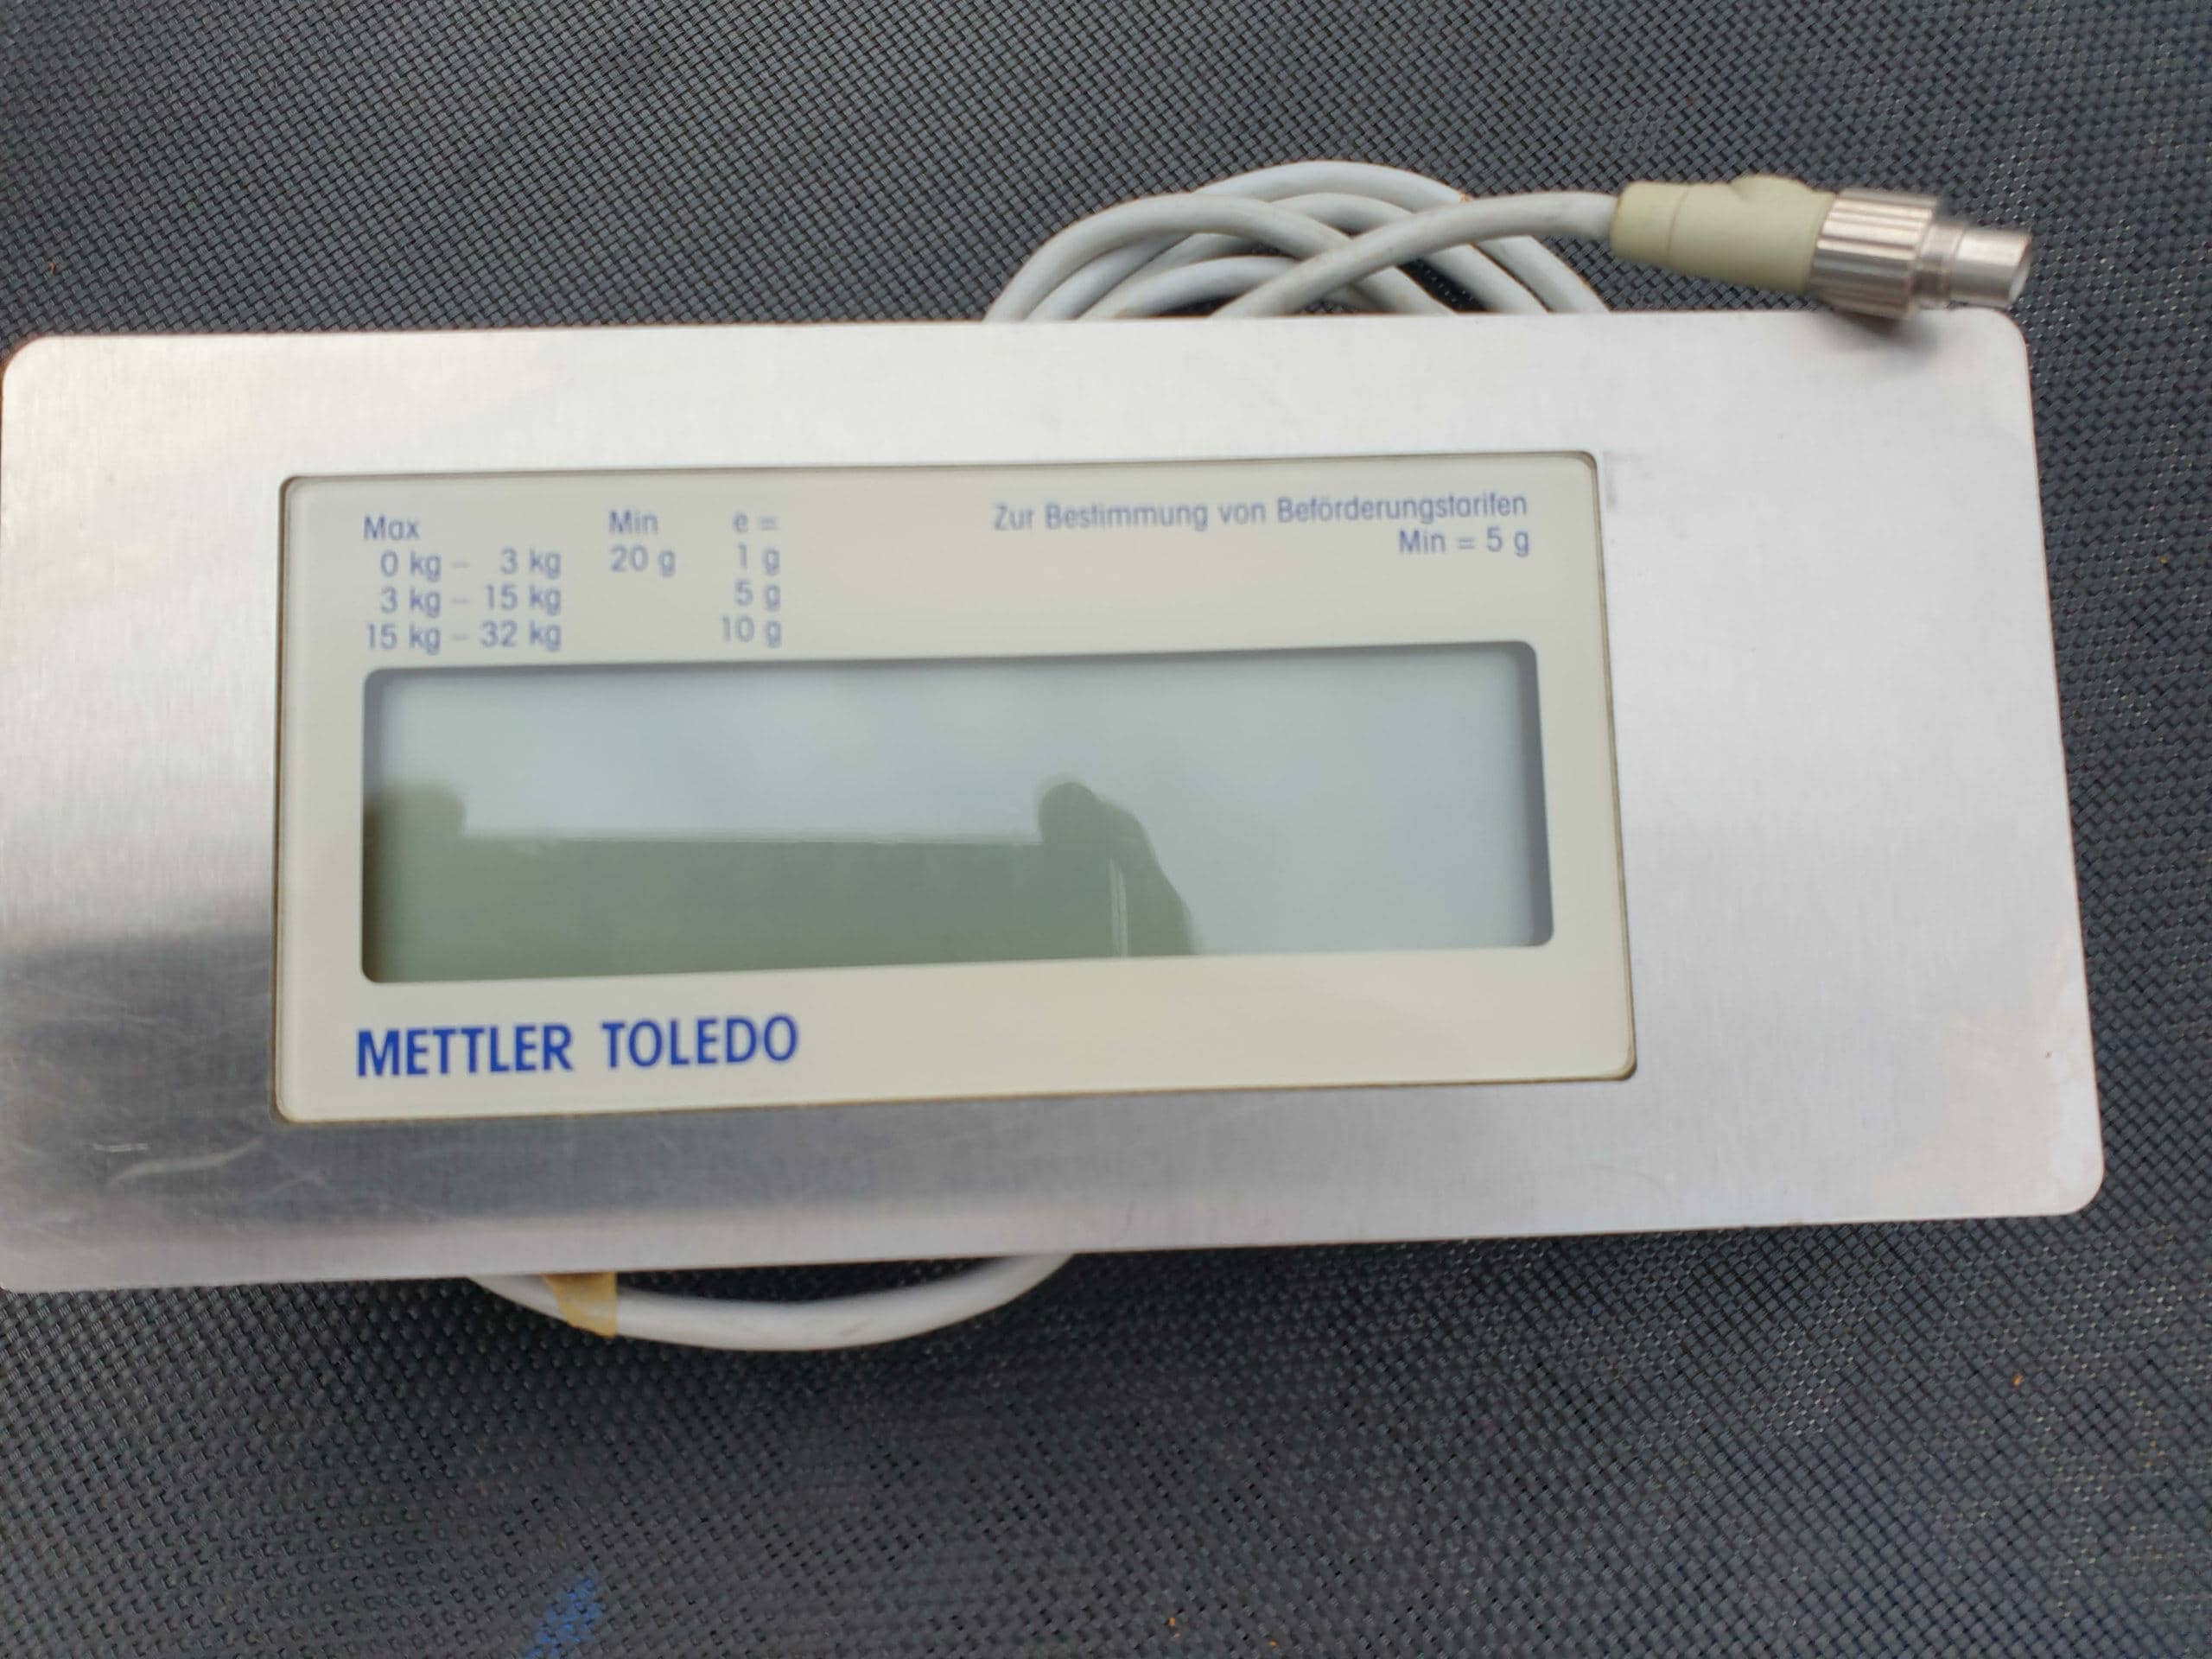 Max Min e =
0 kg – 3 kg 20 g 1 g
3 kg – 15 kg 5 g
15 kg – 32 kg 10 g
Zur Bestimmung von Beförderungstarifen
Min = 5 g
METTLER TOLEDO